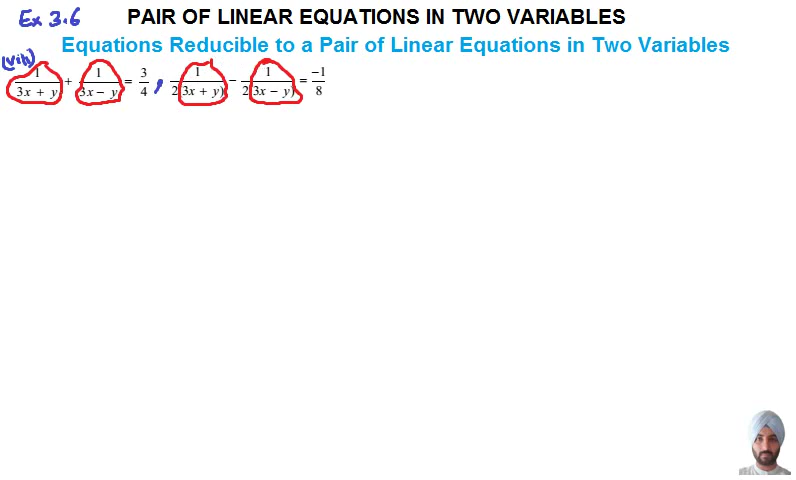 Ex 3.6 PAIR OF LINEAR EQUATIONS IN TWO VARIABLES
Equations Reducible to a Pair of Linear Equations in Two Variables
(viii)
1/(3x + y) + 1/(3x − y) = 3/4 , 1/2(3x + y) − 1/2(3x − y) = −1/8